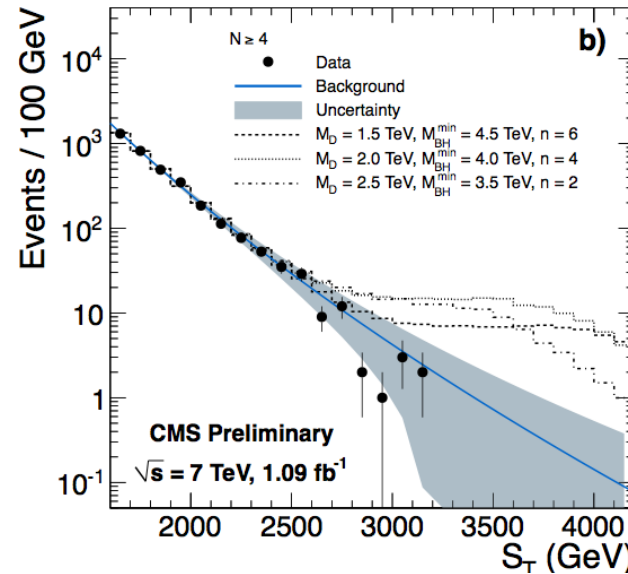 b)
N ≥ 4
Data
Background
Uncertainty
M_D = 1.5 TeV, M_BH^min = 4.5 TeV, n = 6
M_D = 2.0 TeV, M_BH^min = 4.0 TeV, n = 4
M_D = 2.5 TeV, M_BH^min = 3.5 TeV, n = 2
Events / 100 GeV
10^4
10^3
10^2
10
1
10^-1
CMS Preliminary
√s = 7 TeV, 1.09 fb^-1
2000 2500 3000 3500 4000
S_T (GeV)